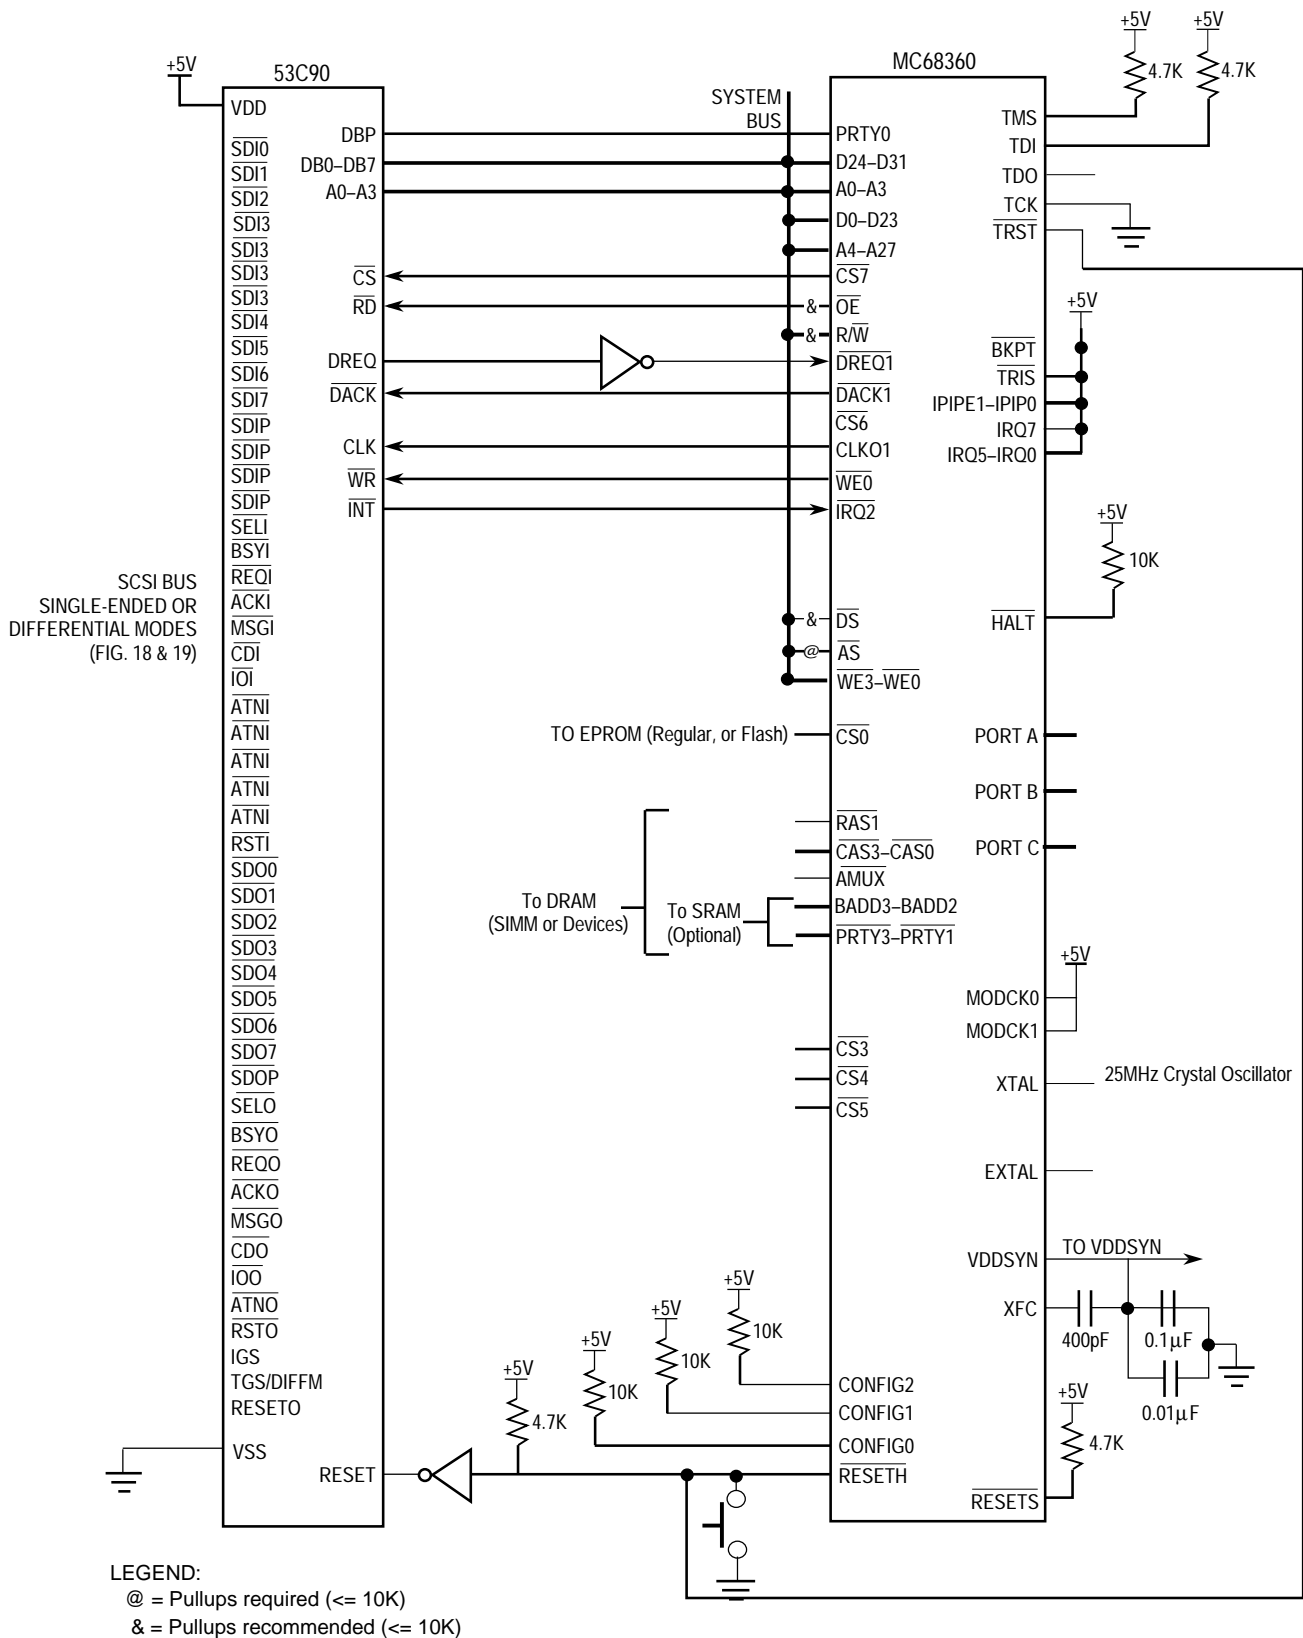 +5V
+5V
4.7K
4.7K
+5V
53C90
MC68360
VDD
SDI0
SDI1
SDI2
SDI3
SDI3
SDI3
SDI3
SDI4
SDI5
SDI6
SDI7
SDIP
SDIP
SDIP
SDIP
SELI
BSYI
REQI
ACKI
MSGI
CDI
IOI
ATNI
ATNI
ATNI
ATNI
ATNI
RSTI
SDO0
SDO1
SDO2
SDO3
SDO4
SDO5
SDO6
SDO7
SDOP
SELO
BSYO
REQO
ACKO
MSGO
CDO
IOO
ATNO
RSTO
IGS
TGS/DIFFM
RESETO
VSS
SCSI BUS
SINGLE-ENDED OR
DIFFERENTIAL MODES
(FIG. 18 & 19)
DBP
DB0–DB7
A0–A3
CS
RD
DREQ
DACK
CLK
WR
INT
RESET
SYSTEM
BUS
PRTY0
D24–D31
A0–A3
D0–D23
A4–A27
CS7
& OE
& R/W
DREQ1
DACK1
CS6
CLKO1
WE0
IRQ2
& DS
@ AS
WE3–WE0
TO EPROM (Regular, or Flash)
CS0
RAS1
CAS3–CAS0
AMUX
BADD3–BADD2
PRTY3–PRTY1
To DRAM
(SIMM or Devices)
To SRAM
(Optional)
CS3
CS4
CS5
CONFIG2
CONFIG1
CONFIG0
RESETH
+5V
10K
+5V
10K
+5V
10K
+5V
4.7K
TMS
TDI
TDO
TCK
TRST
+5V
BKPT
TRIS
IPIPE1–IPIP0
IRQ7
IRQ5–IRQ0
+5V
10K
HALT
PORT A
PORT B
PORT C
+5V
MODCK0
MODCK1
XTAL
25MHz Crystal Oscillator
EXTAL
VDDSYN
TO VDDSYN
XFC
400pF
0.1µF
0.01µF
+5V
4.7K
RESETS
LEGEND:
@ = Pullups required (<= 10K)
& = Pullups recommended (<= 10K)